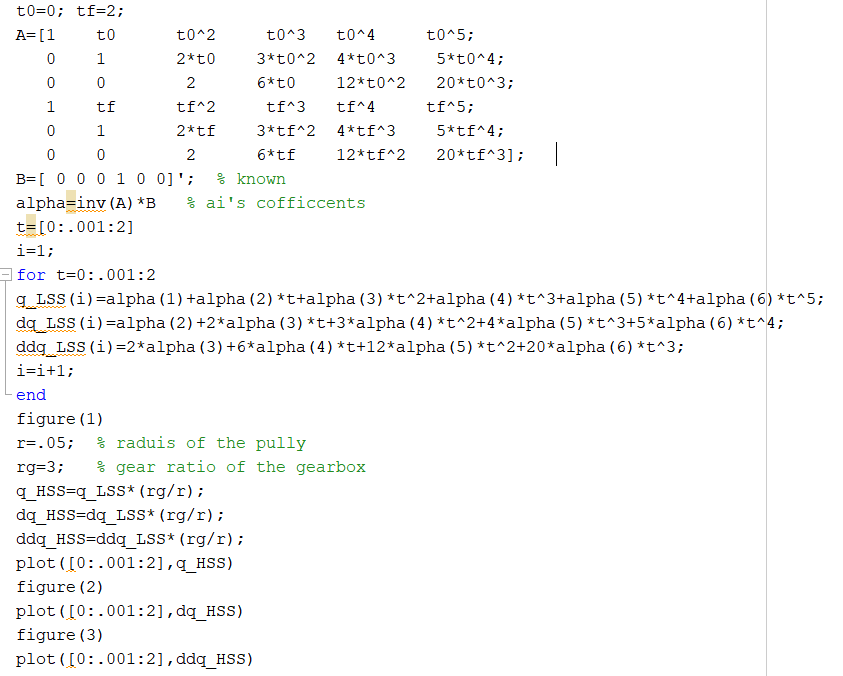 t0=0; tf=2;
A=[1 t0 t0^2 t0^3 t0^4 t0^5;
0 1 2*t0 3*t0^2 4*t0^3 5*t0^4;
0 0 2 6*t0 12*t0^2 20*t0^3;
1 tf tf^2 tf^3 tf^4 tf^5;
0 1 2*tf 3*tf^2 4*tf^3 5*tf^4;
0 0 2 6*tf 12*tf^2 20*tf^3];
B=[ 0 0 0 1 0 0]'; % known
alpha=inv(A)*B % ai's cofficcents
t=[0:.001:2]
i=1;
for t=0:.001:2
q_LSS(i)=alpha(1)+alpha(2)*t+alpha(3)*t^2+alpha(4)*t^3+alpha(5)*t^4+alpha(6)*t^5;
dq_LSS(i)=alpha(2)+2*alpha(3)*t+3*alpha(4)*t^2+4*alpha(5)*t^3+5*alpha(6)*t^4;
ddq_LSS(i)=2*alpha(3)+6*alpha(4)*t+12*alpha(5)*t^2+20*alpha(6)*t^3;
i=i+1;
end
figure(1)
r=.05; % raduis of the pully
rg=3; % gear ratio of the gearbox
q_HSS=q_LSS*(rg/r);
dq_HSS=dq_LSS*(rg/r);
ddq_HSS=ddq_LSS*(rg/r);
plot([0:.001:2],q_HSS)
figure(2)
plot([0:.001:2],dq_HSS)
figure(3)
plot([0:.001:2],ddq_HSS)